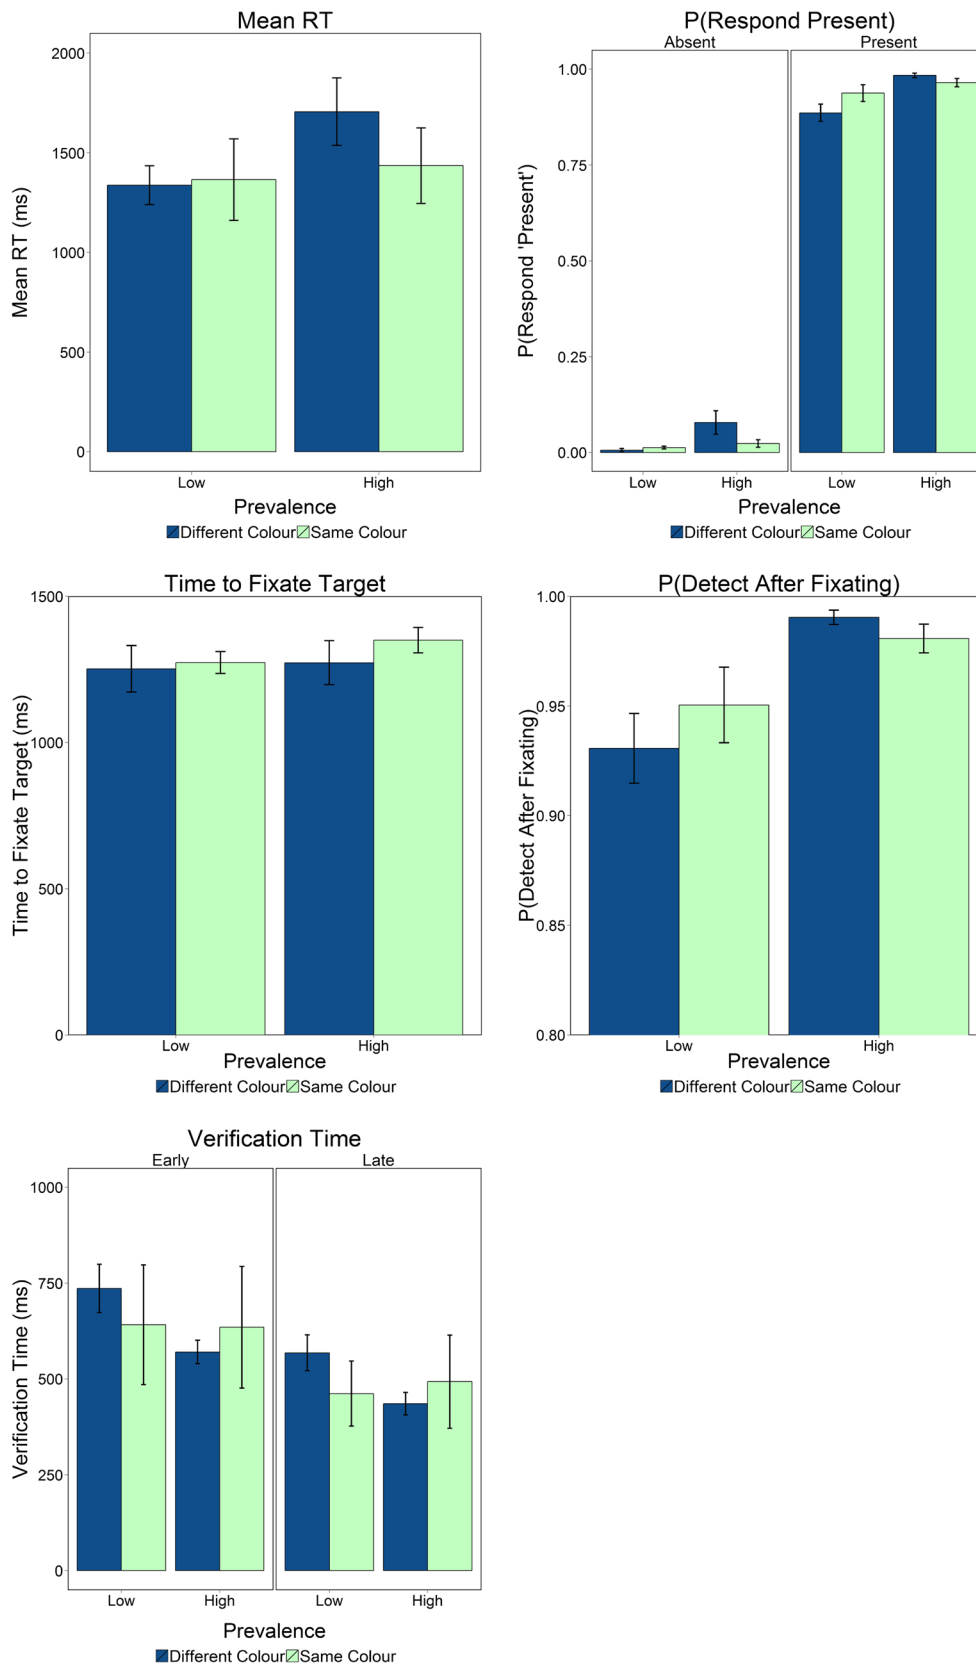 Mean RT
Mean RT (ms)
2000
1500
1000
500
0
Low High
Prevalence
Different Colour Same Colour
P(Respond Present)
Absent Present
P(Respond 'Present')
1.00
0.75
0.50
0.25
0.00
Low High Low High
Prevalence
Different Colour Same Colour
Time to Fixate Target
Time to Fixate Target (ms)
1500
1000
500
0
Low High
Prevalence
Different Colour Same Colour
P(Detect After Fixating)
P(Detect After Fixating)
1.00
0.95
0.90
0.85
0.80
Low High
Prevalence
Different Colour Same Colour
Verification Time
Early Late
Verification Time (ms)
1000
750
500
250
0
Low High Low High
Prevalence
Different Colour Same Colour